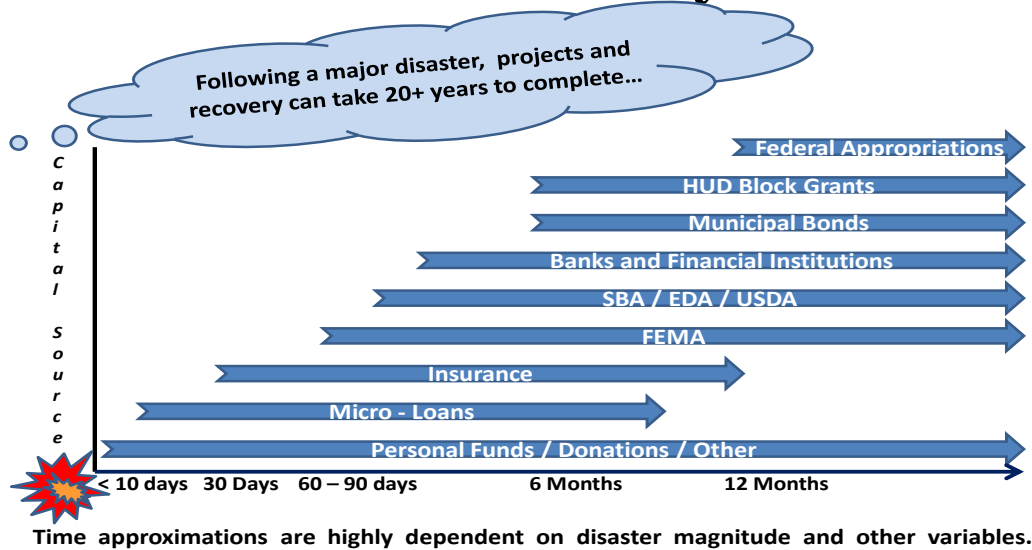 Following a major disaster, projects and
recovery can take 20+ years to complete…
Capital Source
Federal Appropriations
HUD Block Grants
Municipal Bonds
Banks and Financial Institutions
SBA / EDA / USDA
FEMA
Insurance
Micro - Loans
Personal Funds / Donations / Other
< 10 days 30 Days 60 – 90 days 6 Months 12 Months
Time approximations are highly dependent on disaster magnitude and other variables.